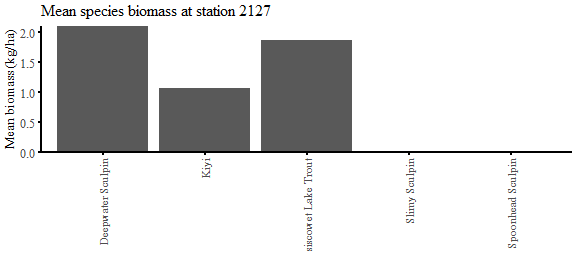 Mean species biomass at station 2127
Mean biomass (kg/ha)
2.0
1.5
1.0
0.5
0.0
Deepwater Sculpin
Kiyi
siscowet Lake Trout
Slimy Sculpin
Spoonhead Sculpin